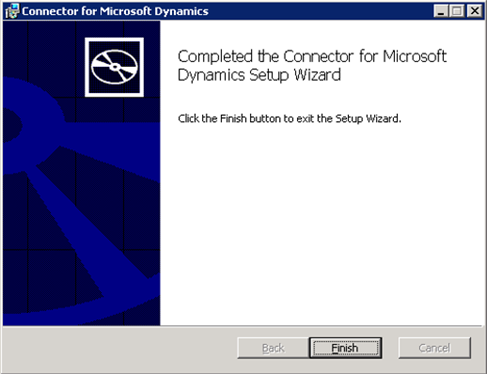 Connector for Microsoft Dynamics
Completed the Connector for Microsoft
Dynamics Setup Wizard
Click the Finish button to exit the Setup Wizard.
Back
Finish
Cancel